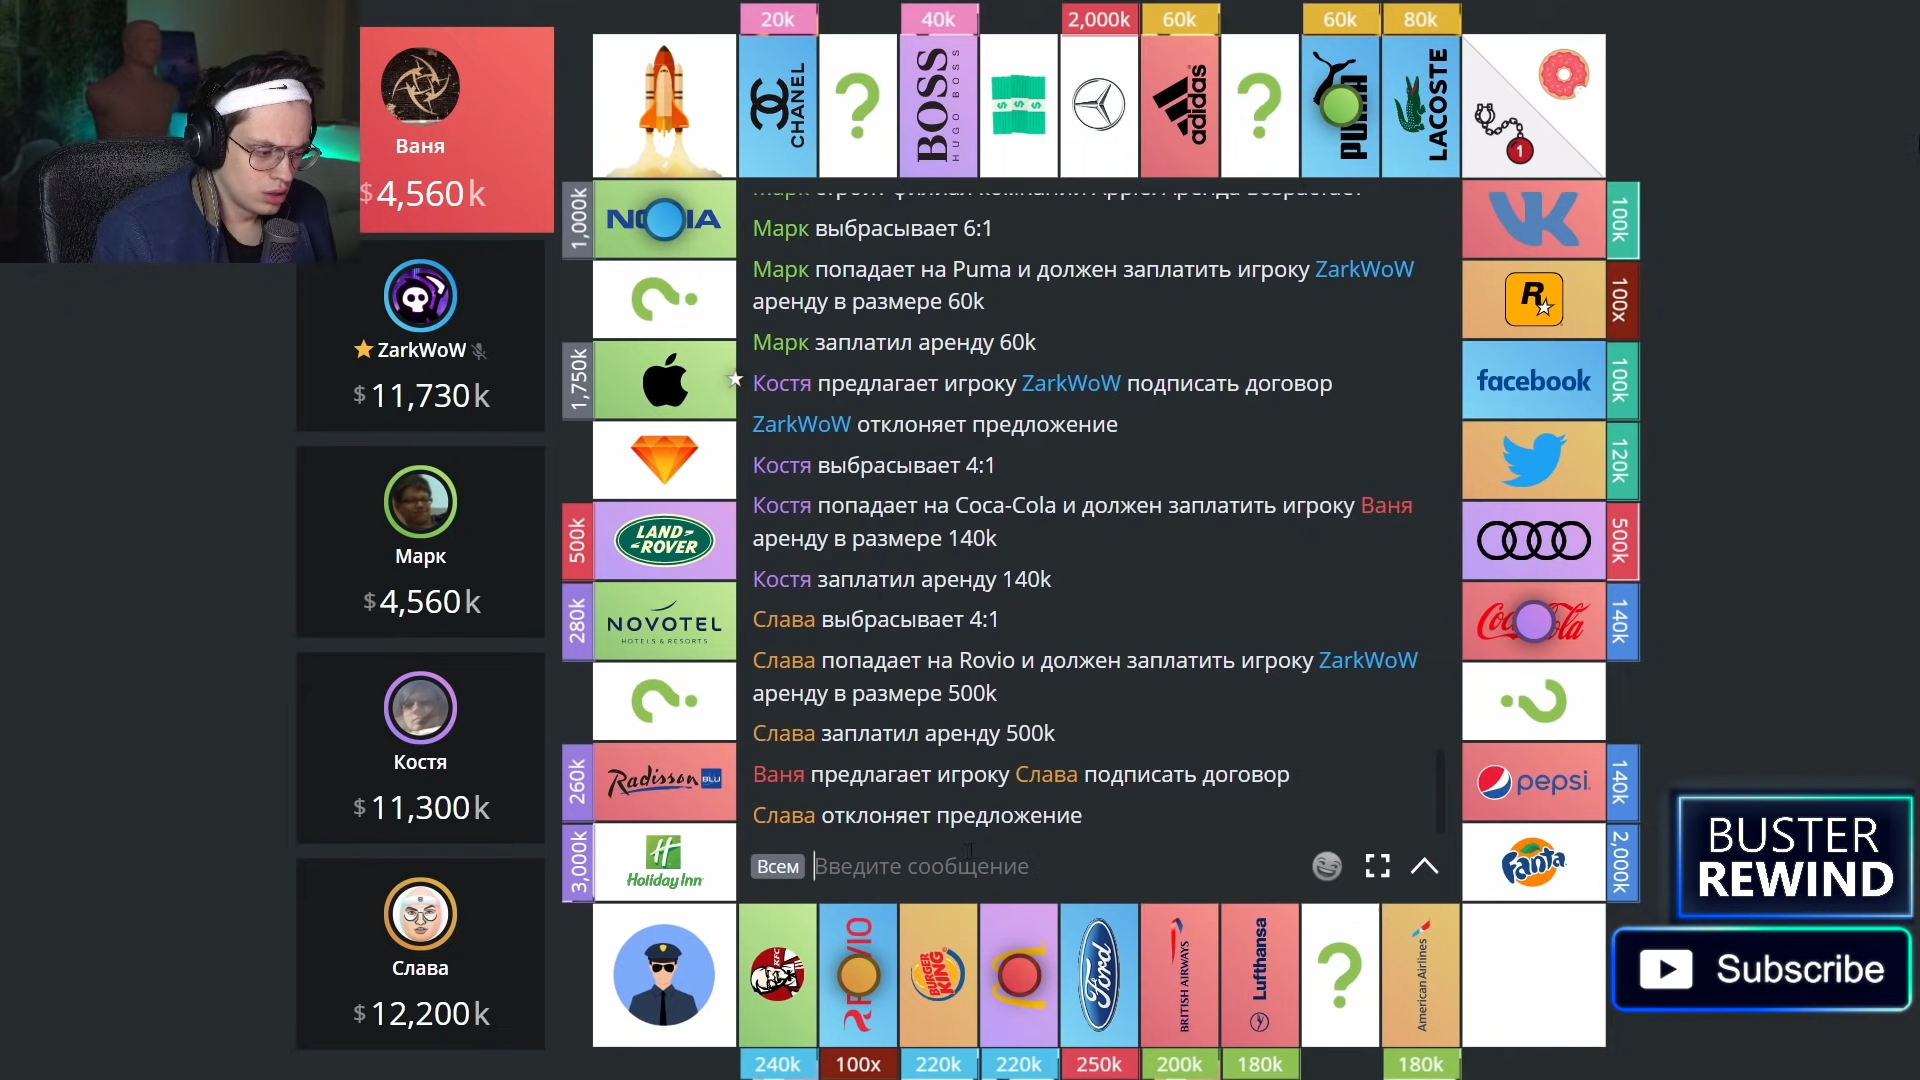 20k
40k
2,000k
60k
60k
80k
Ваня
$4,560k
ZarkWoW
$11,730k
Марк
$4,560k
Костя
$11,300k
Слава
$12,200k
CHANEL
?
BOSS
HUGO BOSS
adidas
?
PUMA
LACOSTE
1
1,000k
1,750k
500k
NOVOTEL
HOTELS & RESORTS
280k
LAND-
ROVER
Radisson BLU
260k
H
Holiday Inn
3,000k
Марк выбрасывает 6:1
Марк попадает на Puma и должен заплатить игроку ZarkWoW
аренду в размере 60k
Марк заплатил аренду 60k
Костя предлагает игроку ZarkWoW подписать договор
ZarkWoW отклоняет предложение
Костя выбрасывает 4:1
Костя попадает на Coca-Cola и должен заплатить игроку Ваня
аренду в размере 140k
Костя заплатил аренду 140k
Слава выбрасывает 4:1
Слава попадает на Rovio и должен заплатить игроку ZarkWoW
аренду в размере 500k
Слава заплатил аренду 500k
Ваня предлагает игроку Слава подписать договор
Слава отклоняет предложение
Всем
Введите сообщение
VK
100k
R
100x
facebook
100k
120k
500k
140k
?
pepsi
140k
Fanta
2,000k
KFC
BURGER
KING
Ford
BRITISH AIRWAYS
Lufthansa
?
American Airlines
240k
100x
220k
220k
250k
200k
180k
180k
BUSTER
REWIND
Subscribe